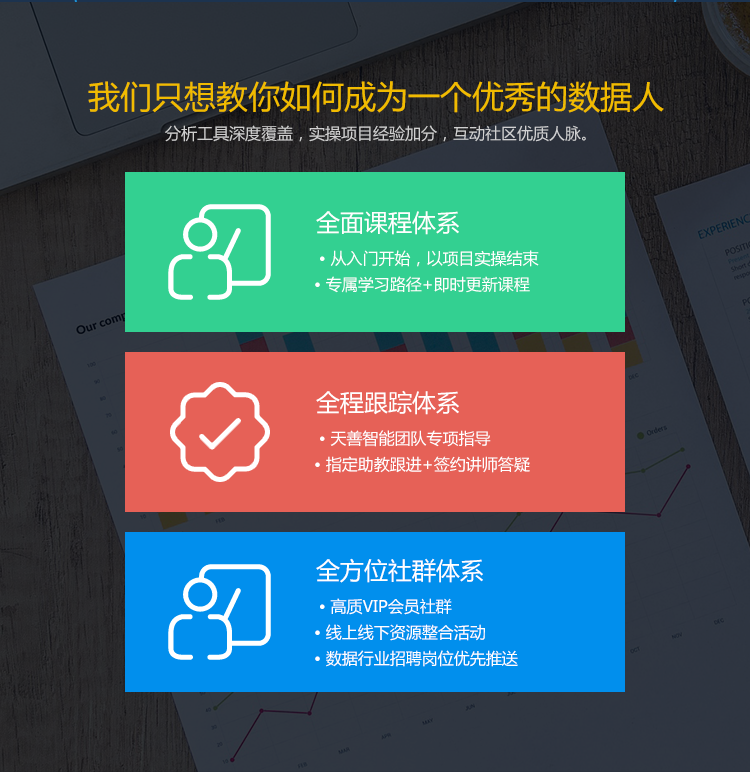 我们只想教你如何成为一个优秀的数据人
分析工具深度覆盖，实操项目经验加分，互动社区优质人脉。
EXPERIENC
全面课程体系
• 从入门开始，以项目实操结束
• 专属学习路径+即时更新课程
Our comp
全程跟踪体系
• 天善智能团队专项指导
• 指定助教跟进+签约讲师答疑
Orders
全方位社群体系
• 高质VIP会员社群
• 线上线下资源整合活动
• 数据行业招聘岗位优先推送